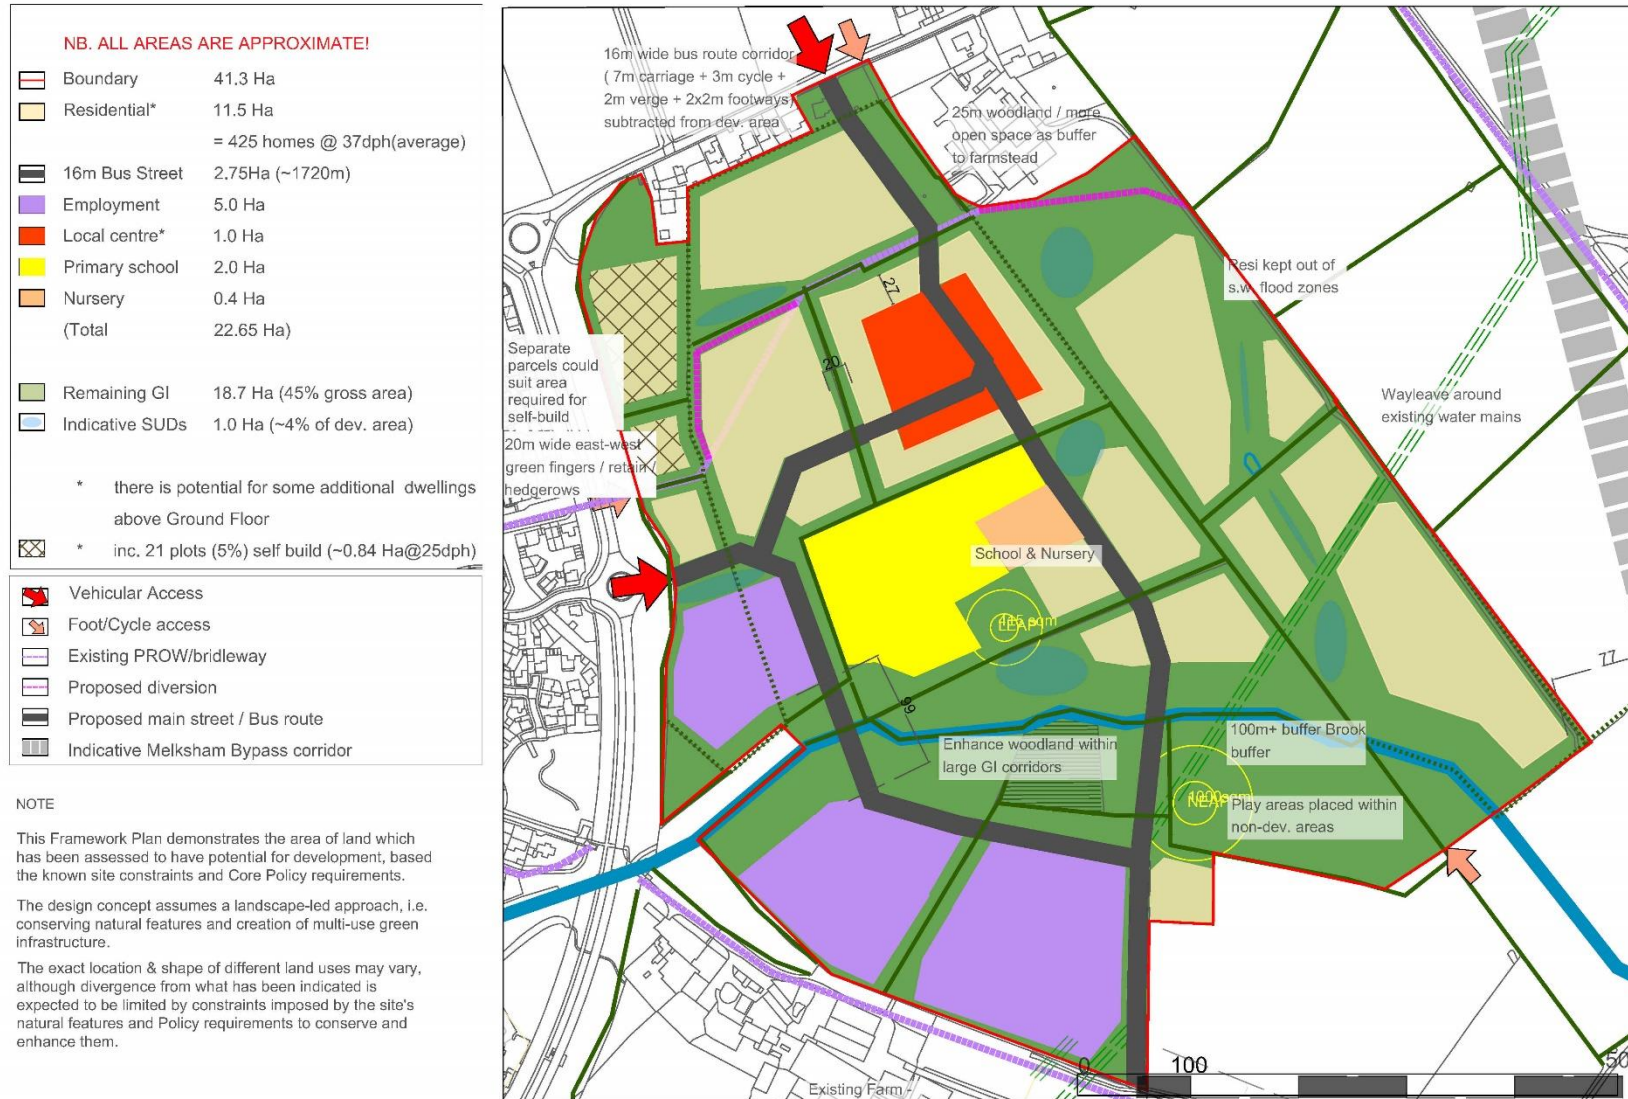 NB. ALL AREAS ARE APPROXIMATE!
Boundary 41.3 Ha
Residential* 11.5 Ha
= 425 homes @ 37dph(average)
16m Bus Street 2.75Ha (~1720m)
Employment 5.0 Ha
Local centre* 1.0 Ha
Primary school 2.0 Ha
Nursery 0.4 Ha
(Total 22.65 Ha)
Remaining GI 18.7 Ha (45% gross area)
Indicative SUDs 1.0 Ha (~4% of dev. area)
* there is potential for some additional dwellings
above Ground Floor
* inc. 21 plots (5%) self build (~0.84 Ha@25dph)
Vehicular Access
Foot/Cycle access
Existing PROW/bridleway
Proposed diversion
Proposed main street / Bus route
Indicative Melksham Bypass corridor
NOTE
This Framework Plan demonstrates the area of land which
has been assessed to have potential for development, based
the known site constraints and Core Policy requirements.
The design concept assumes a landscape-led approach, i.e.
conserving natural features and creation of multi-use green
infrastructure.
The exact location & shape of different land uses may vary,
although divergence from what has been indicated is
expected to be limited by constraints imposed by the site's
natural features and Policy requirements to conserve and
enhance them.
16m wide bus route corridor
( 7m carriage + 3m cycle +
2m verge + 2x2m footways)
subtracted from dev. area
25m woodland / more
open space as buffer
to farmstead
Resi kept out of
s.w. flood zones
27
Separate
parcels could
suit area
required for
self-build
20
Wayleave around
existing water mains
20m wide east-west
green fingers / retain /
hedgerows
School & Nursery
415 sqm
LEAP
77
99
100m+ buffer Brook
buffer
Enhance woodland within
large GI corridors
1000sqm
NEAP
Play areas placed within
non-dev. areas
0 100 50
Existing Farm